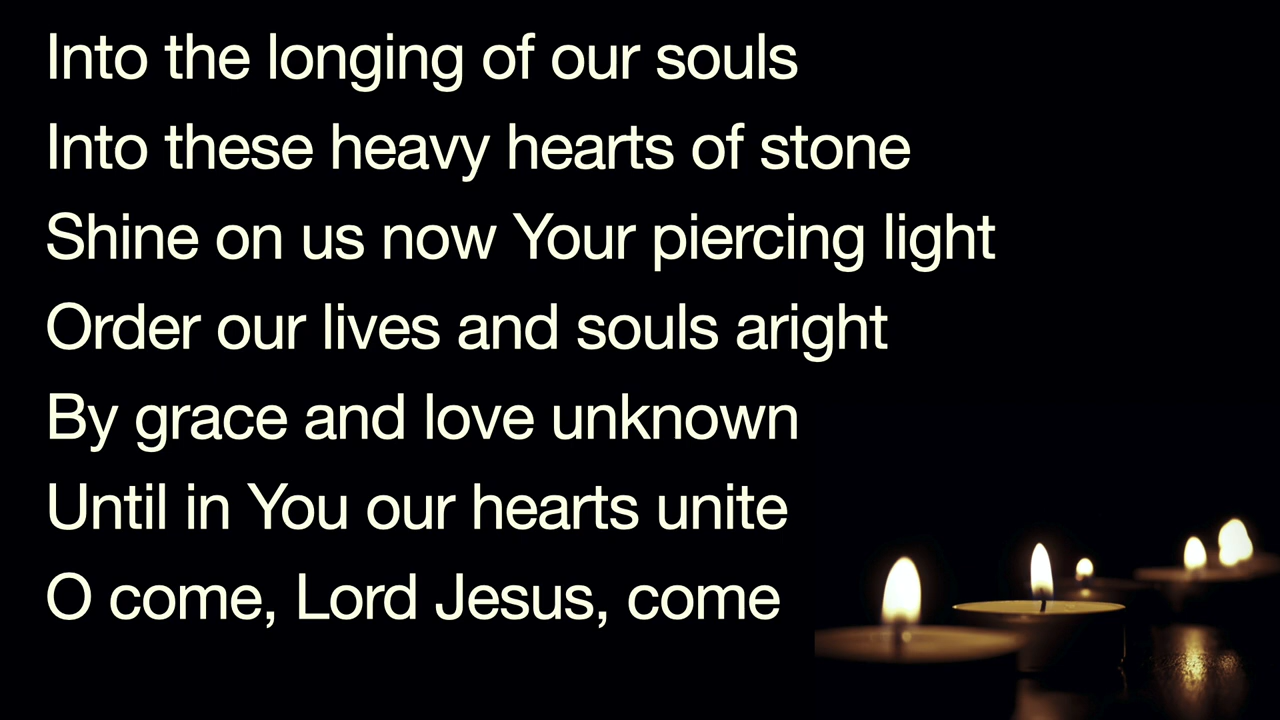 Into the longing of our souls
Into these heavy hearts of stone
Shine on us now Your piercing light
Order our lives and souls aright
By grace and love unknown
Until in You our hearts unite
O come, Lord Jesus, come